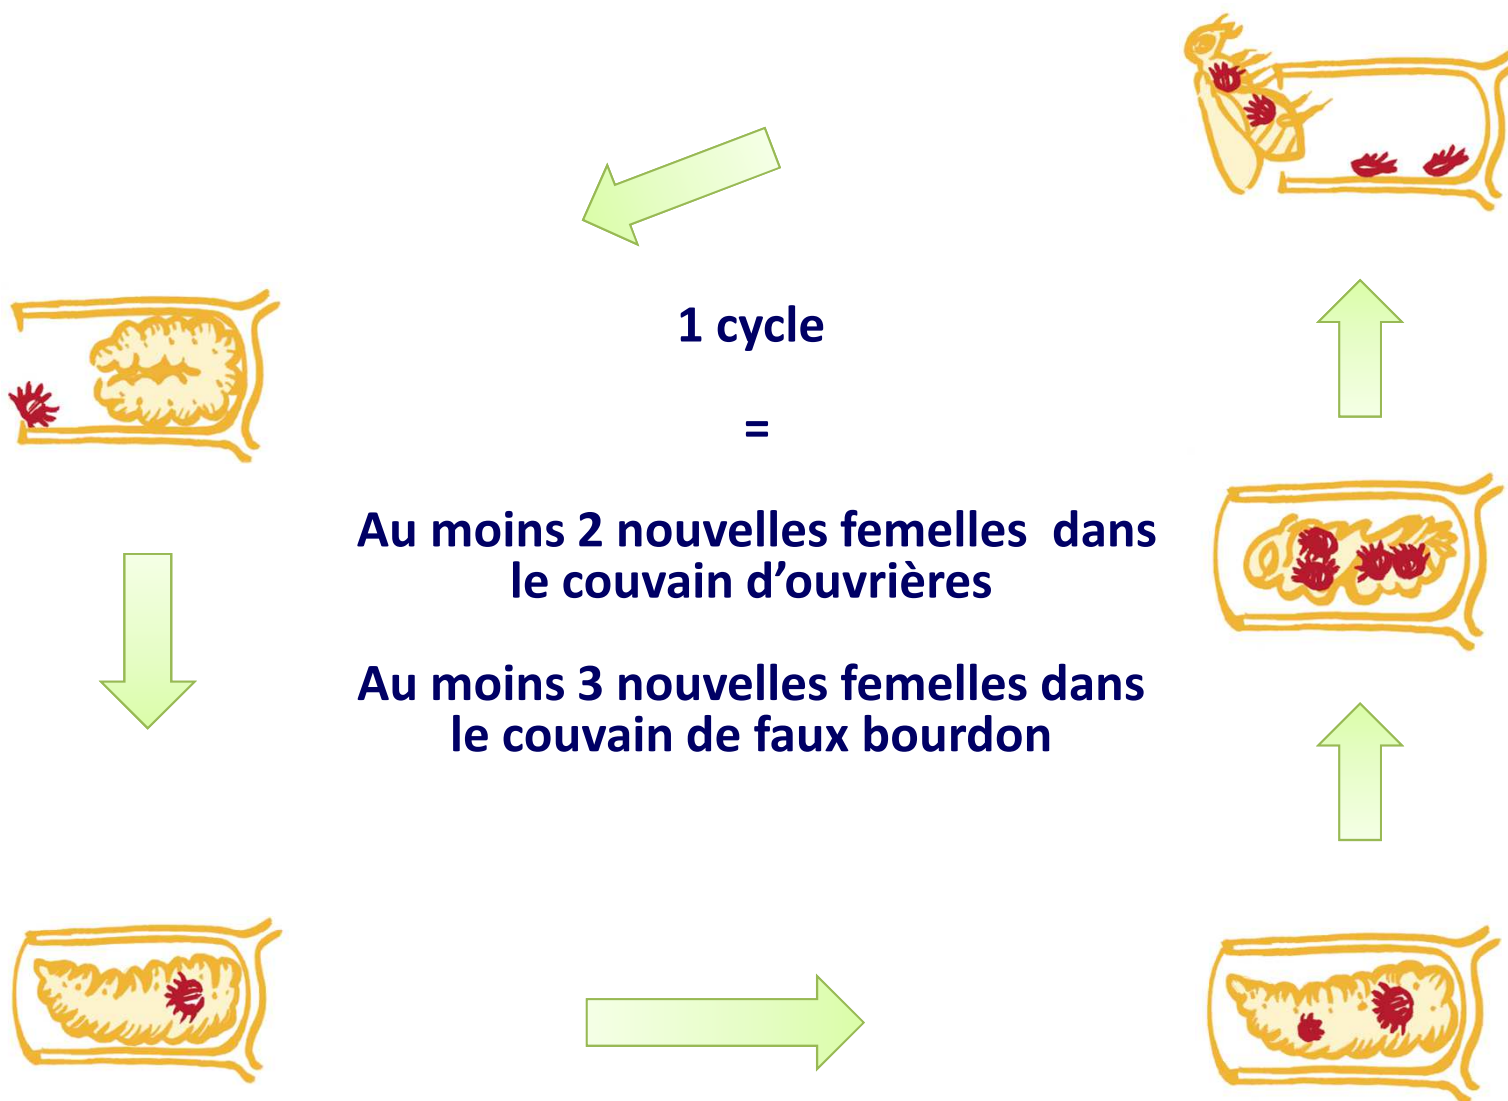 1 cycle
=
Au moins 2 nouvelles femelles dans
le couvain d’ouvrières
Au moins 3 nouvelles femelles dans
le couvain de faux bourdon